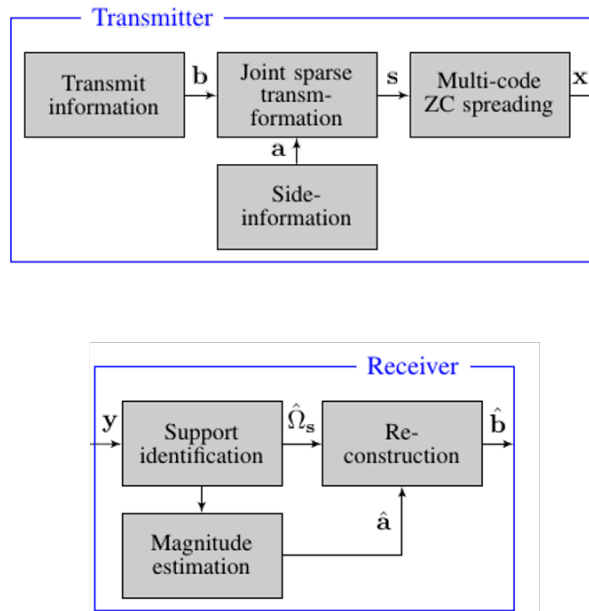 Transmitter
Transmit
information
b
Joint sparse
transm-
formation
s
Multi-code
ZC spreading
x
a
Side-
information
Receiver
y
Support
identification
Ω̂ₛ
Re-
construction
b̂
Magnitude
estimation
â